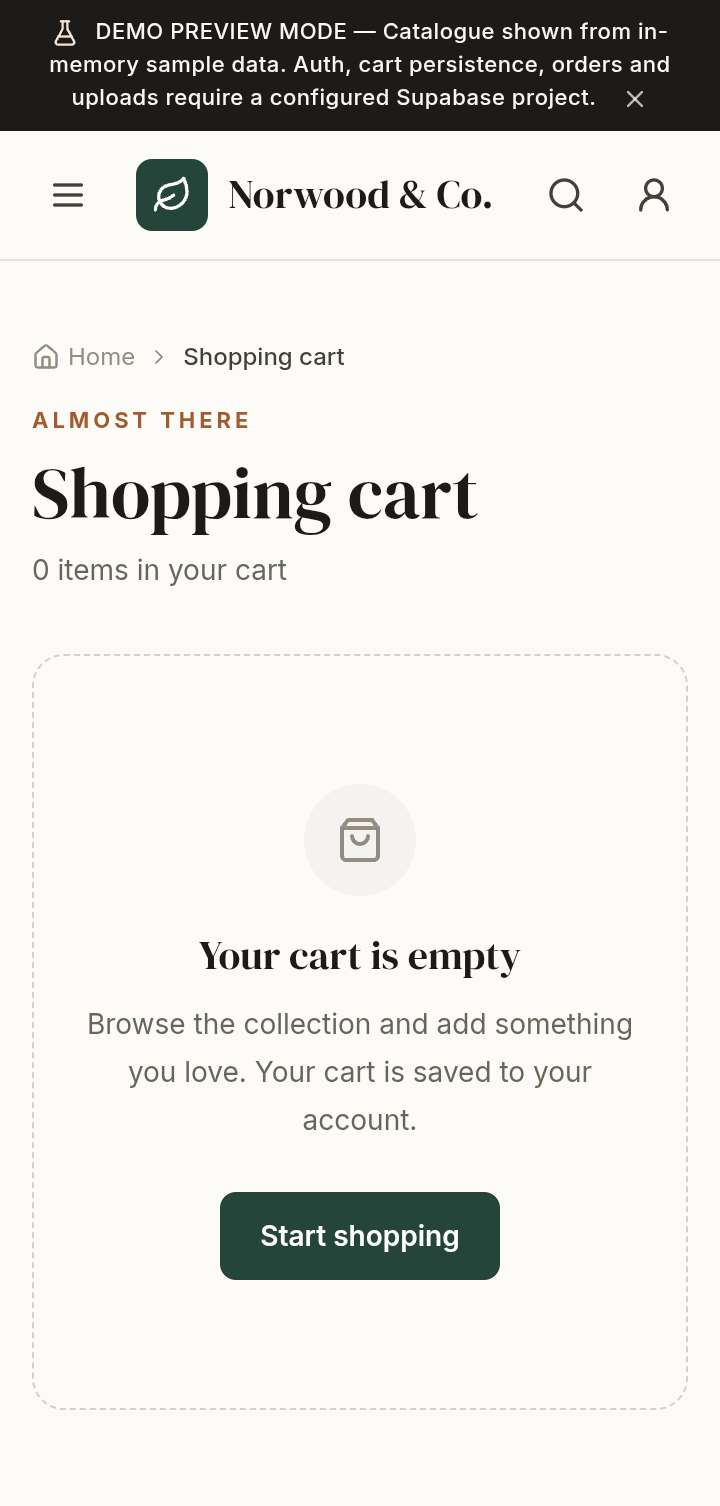 DEMO PREVIEW MODE — Catalogue shown from in-
memory sample data. Auth, cart persistence, orders and
uploads require a configured Supabase project.
Norwood & Co.
Home Shopping cart
ALMOST THERE
Shopping cart
0 items in your cart
Your cart is empty
Browse the collection and add something
you love. Your cart is saved to your
account.
Start shopping